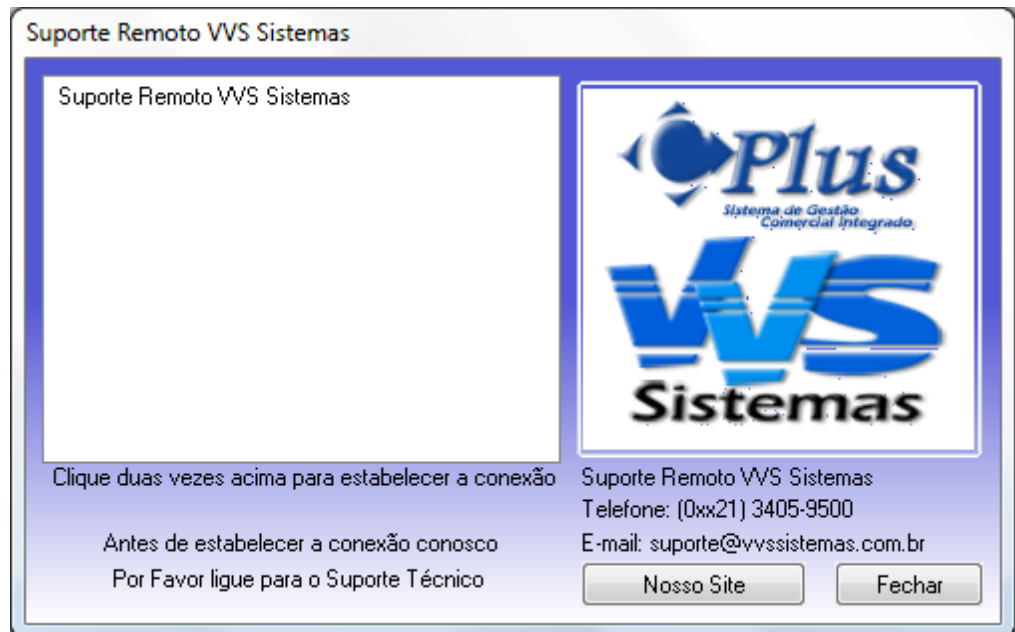 Suporte Remoto VVS Sistemas
Suporte Remoto VVS Sistemas
Plus
Sistema de Gestão
Comercial Integrado
VVS
Sistemas
Clique duas vezes acima para estabelecer a conexão
Antes de estabelecer a conexão conosco
Por Favor ligue para o Suporte Técnico
Suporte Remoto VVS Sistemas
Telefone: (0xx21) 3405-9500
E-mail: suporte@vvssistemas.com.br
Nosso Site
Fechar